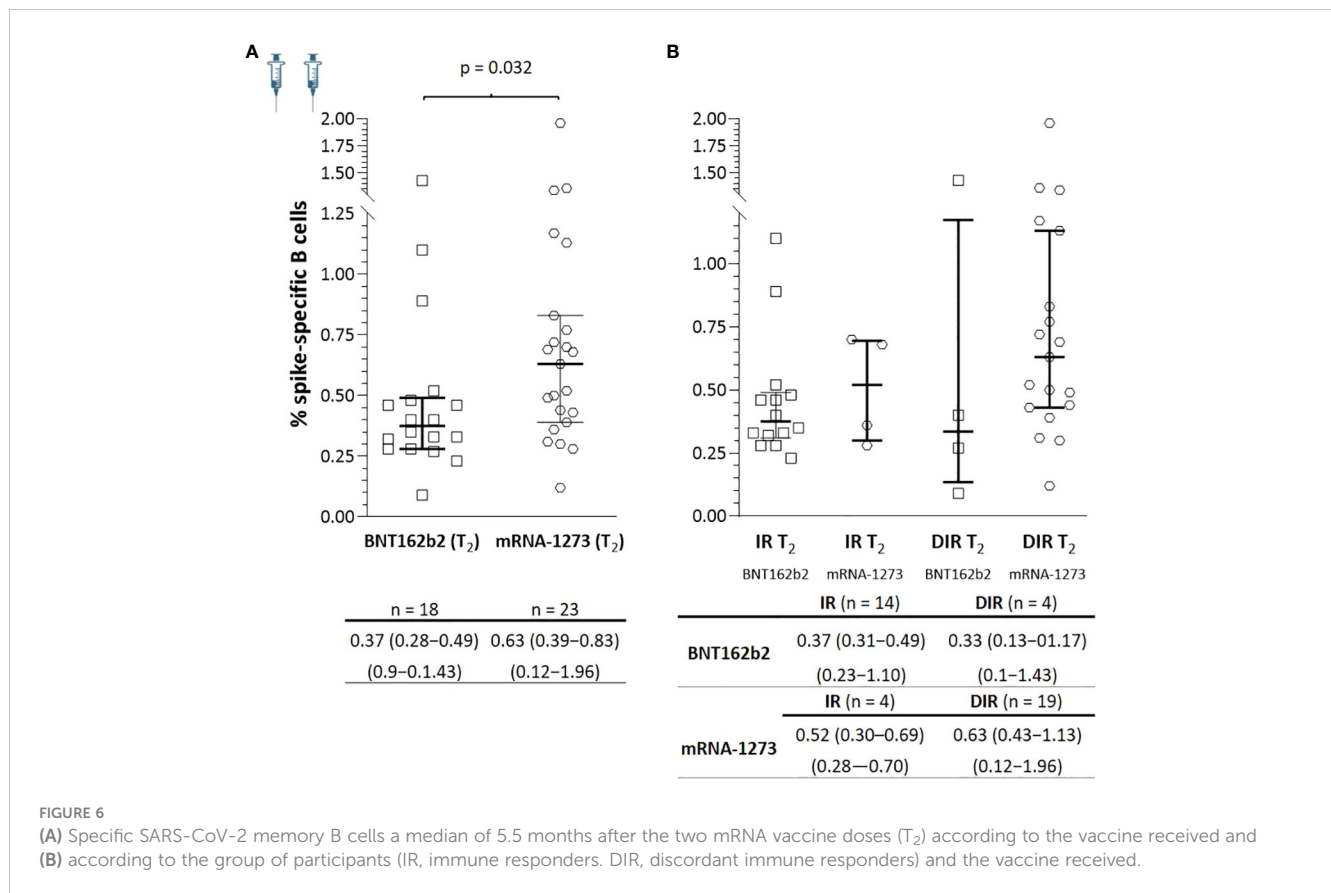 A
B
p = 0.032
% spike-specific B cells
2.00
1.75
1.50
1.25
1.00
0.75
0.50
0.25
0.00
BNT162b2 (T2) mRNA-1273 (T2)
n = 18 n = 23
0.37 (0.28–0.49) 0.63 (0.39–0.83)
(0.9–0.1.43) (0.12–1.96)
2.00
1.75
1.50
1.00
0.75
0.50
0.25
0.00
IR T2 IR T2 DIR T2 DIR T2
BNT162b2 mRNA-1273 BNT162b2 mRNA-1273
IR (n = 14) DIR (n = 4)
BNT162b2
0.37 (0.31–0.49) 0.33 (0.13–01.17)
(0.23–1.10) (0.1–1.43)
IR (n = 4) DIR (n = 19)
mRNA-1273
0.52 (0.30–0.69) 0.63 (0.43–1.13)
(0.28—0.70) (0.12–1.96)
FIGURE 6
(A) Specific SARS-CoV-2 memory B cells a median of 5.5 months after the two mRNA vaccine doses (T2) according to the vaccine received and
(B) according to the group of participants (IR, immune responders. DIR, discordant immune responders) and the vaccine received.